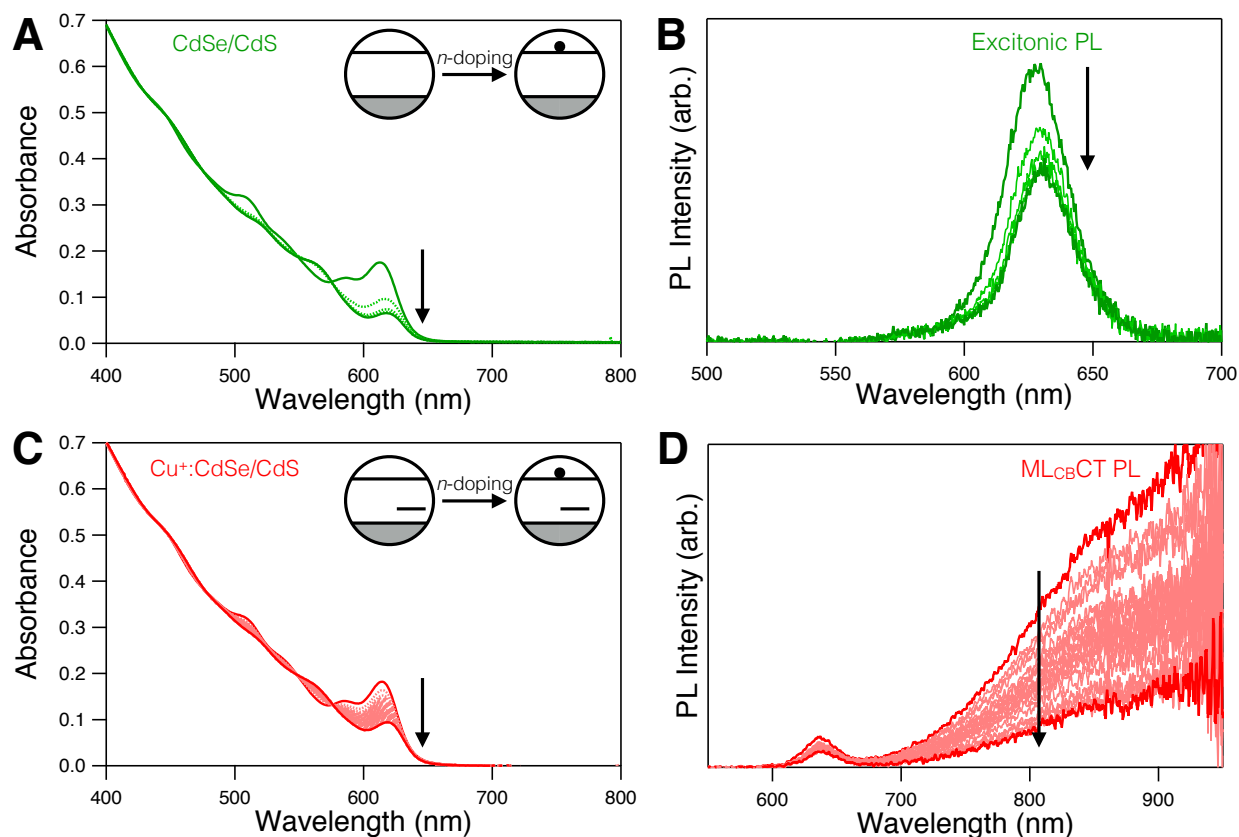 A
CdSe/CdS
n-doping
Absorbance
0.7
0.6
0.5
0.4
0.3
0.2
0.1
0.0
400
500
600
700
800
Wavelength (nm)
B
Excitonic PL
PL Intensity (arb.)
500
550
600
650
700
Wavelength (nm)
C
Cu⁺:CdSe/CdS
n-doping
Absorbance
0.7
0.6
0.5
0.4
0.3
0.2
0.1
0.0
400
500
600
700
800
Wavelength (nm)
D
ML_CBCT PL
PL Intensity (arb.)
600
700
800
900
Wavelength (nm)